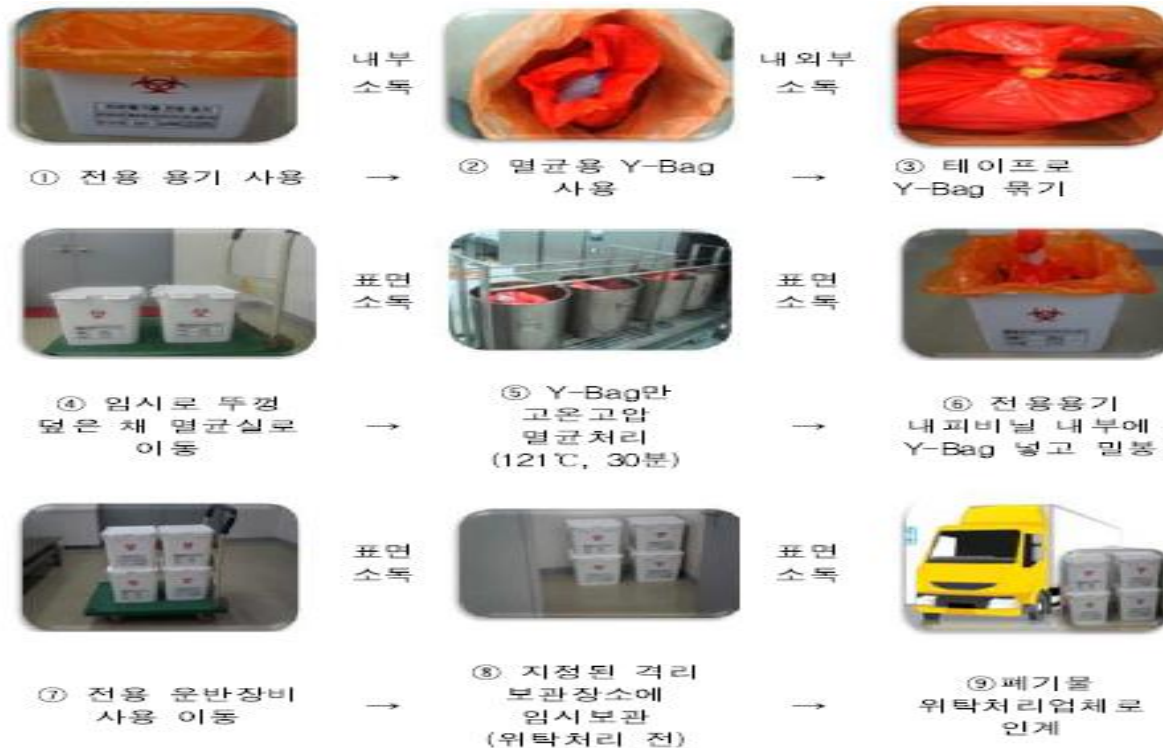 내부
소독
내외부
소독
① 전용 용기 사용
→
② 멸균용 Y-Bag
사용
→
③ 테이프로
Y-Bag 묶기
표면
소독
표면
소독
④ 임시로 뚜껑
덮은 채 멸균실로
이동
→
⑤ Y-Bag만
고온고압
멸균처리
(121℃, 30분)
→
⑥ 전용용기
내피비닐 내부에
Y-Bag 넣고 밀봉
표면
소독
표면
소독
⑦ 전용 운반장비
사용 이동
→
⑧ 지정된 격리
보관장소에
임시보관
(위탁처리 전)
→
⑨폐기물
위탁처리업체로
인계